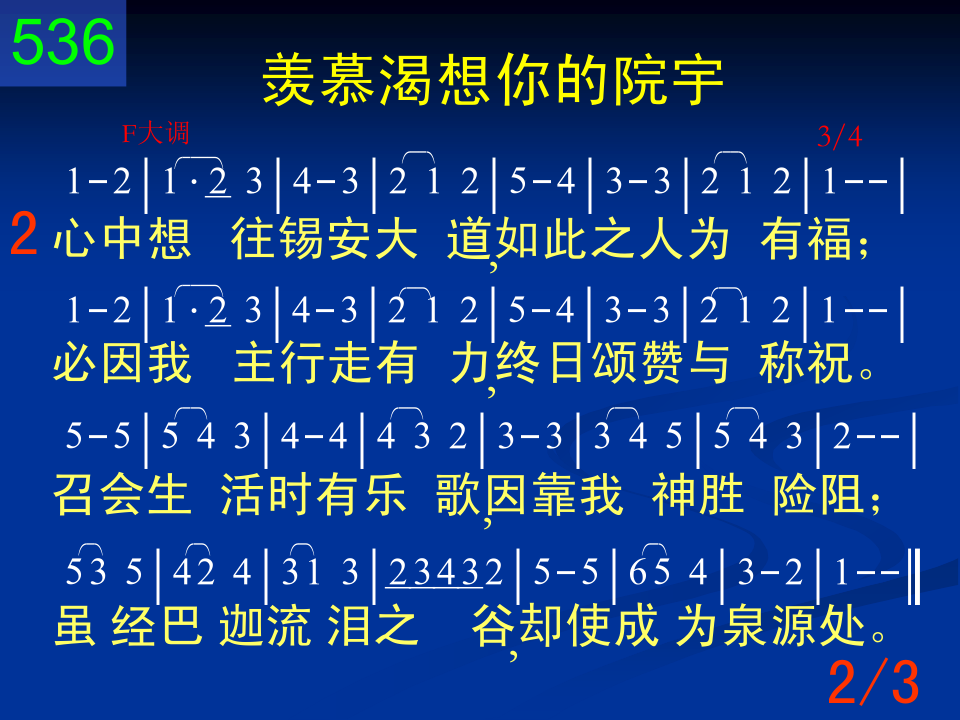 536
羡慕渴想你的院宇
F大调 3/4
1-2|1·2 3|4-3|2 1 2|5-4|3-3|2 1 2|1--|
2 心中想 往锡安大 道,如此之人为 有福；
1-2|1·2 3|4-3|2 1 2|5-4|3-3|2 1 2|1--|
必因我 主行走有 力,终日颂赞与 称祝。
5-5|5 4 3|4-4|4 3 2|3-3|3 4 5|5 4 3|2--|
召会生 活时有乐 歌,因靠我 神胜 险阻；
53 5|42 4|31 3|23432|5-5|65 4|3-2|1--‖
虽 经巴 迦流 泪之 谷,却使成 为泉源处。
2/3